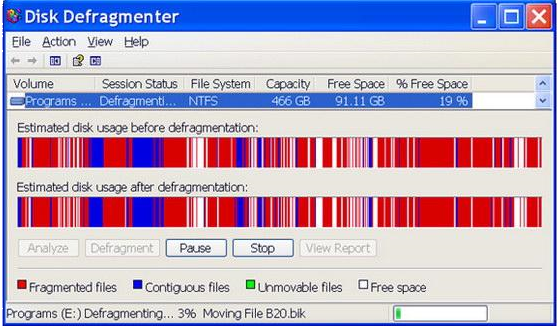 Disk Defragmenter
File Action View Help
Volume Session Status File System Capacity Free Space % Free Space
Programs ... Defragmenti... NTFS 466 GB 91.11 GB 19 %
Estimated disk usage before defragmentation:
Estimated disk usage after defragmentation:
Analyze Defragment Pause Stop View Report
Fragmented files Contiguous files Unmovable files Free space
Programs (E:) Defragmenting... 3% Moving File B20.bik